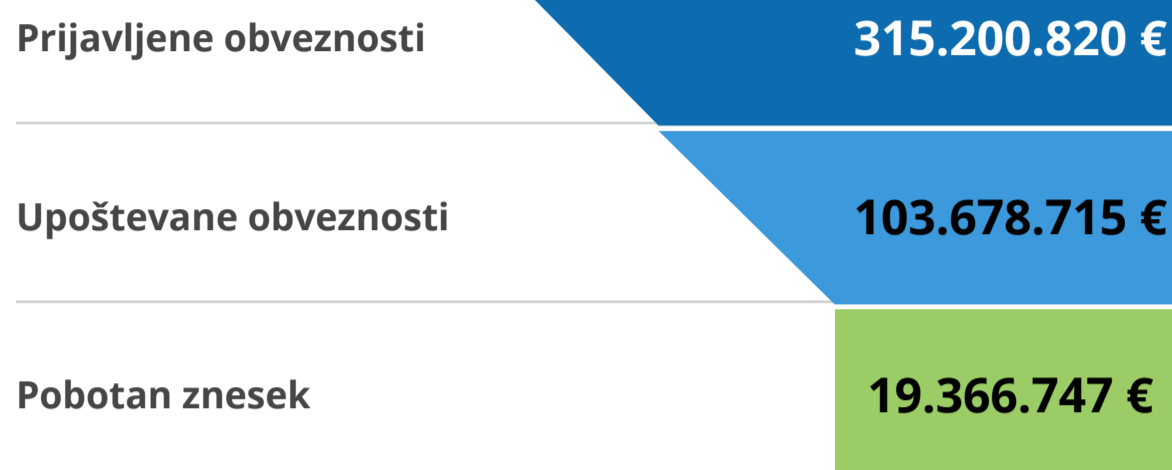 Prijavljene obveznosti 315.200.820 €
Upoštevane obveznosti 103.678.715 €
Pobotan znesek 19.366.747 €